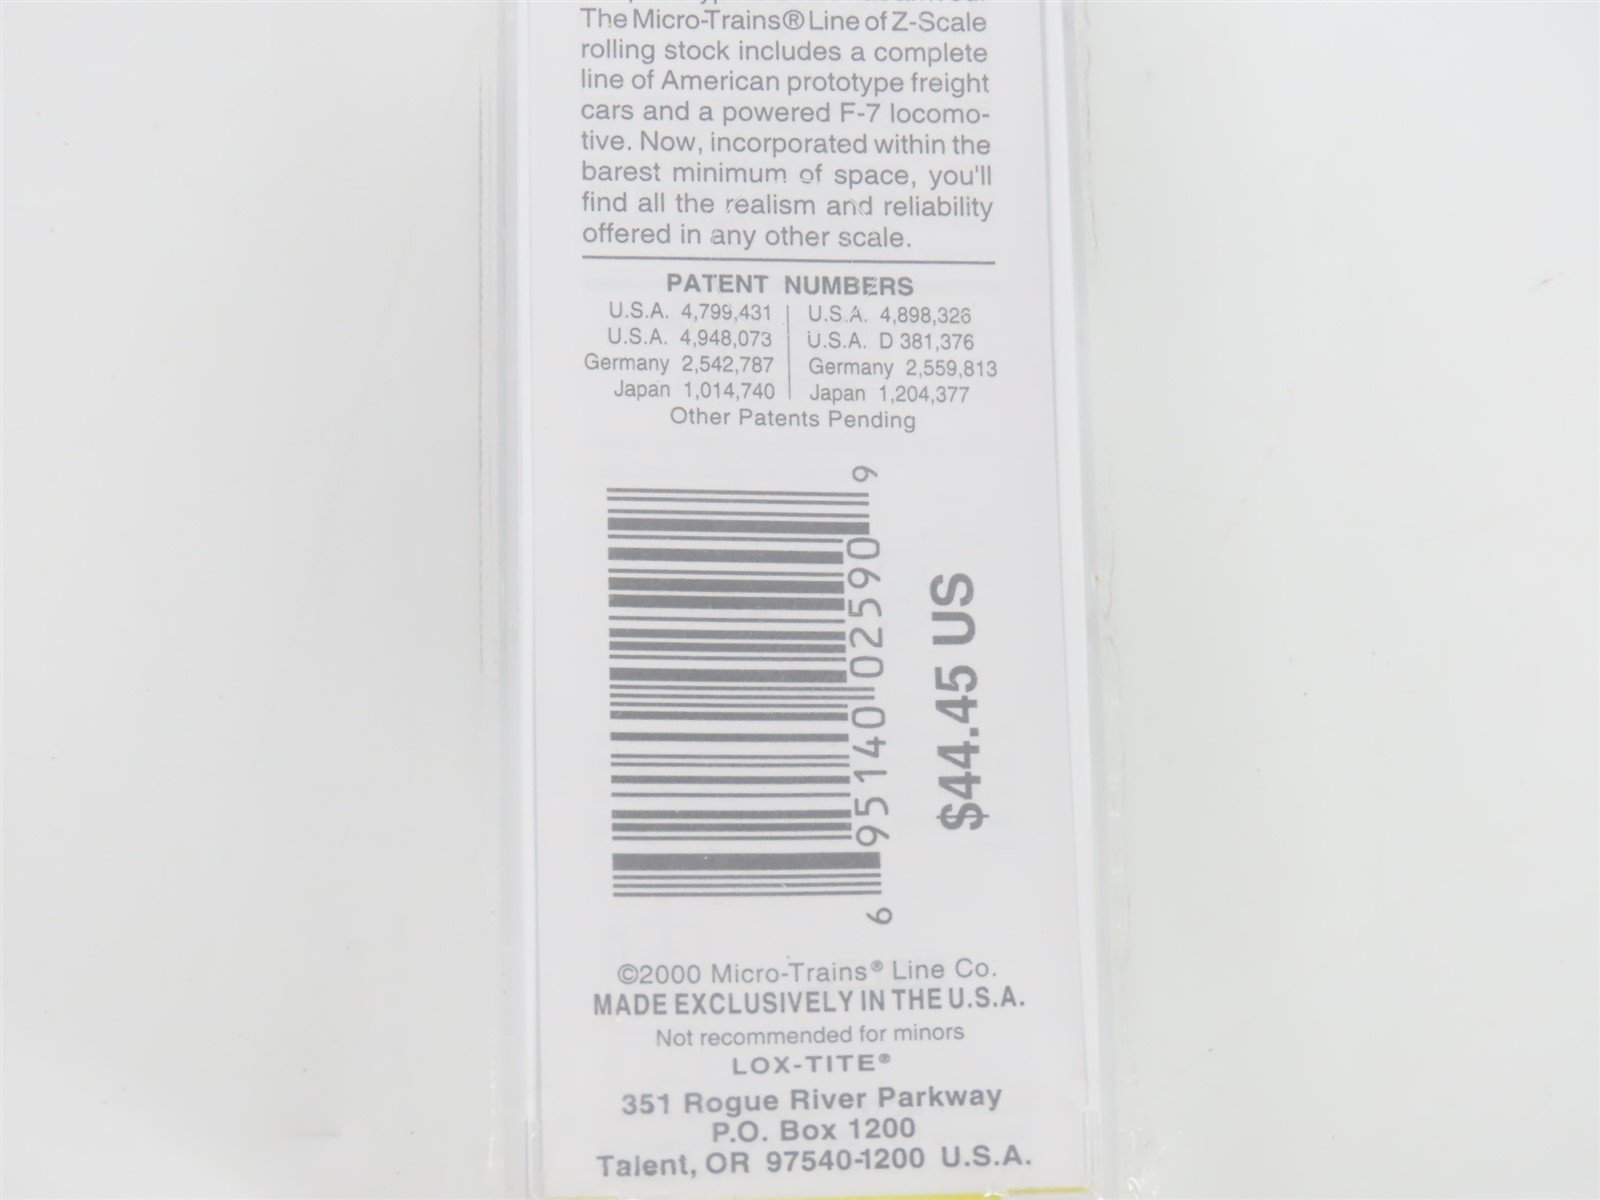 The Micro-Trains® Line of Z-Scale
rolling stock includes a complete
line of American prototype freight
cars and a powered F-7 locomo-
tive. Now, incorporated within the
barest minimum of space, you'll
find all the realism and reliability
offered in any other scale.
PATENT NUMBERS
U.S.A. 4,799,431 | U.S.A. 4,898,326
U.S.A. 4,948,073 | U.S.A. D 381,376
Germany 2,542,787 | Germany 2,559,813
Japan 1,014,740 | Japan 1,204,377
Other Patents Pending
6 95140 02590 9
$44.45 US
©2000 Micro-Trains® Line Co.
MADE EXCLUSIVELY IN THE U.S.A.
Not recommended for minors
LOX-TITE®
351 Rogue River Parkway
P.O. Box 1200
Talent, OR 97540-1200 U.S.A.